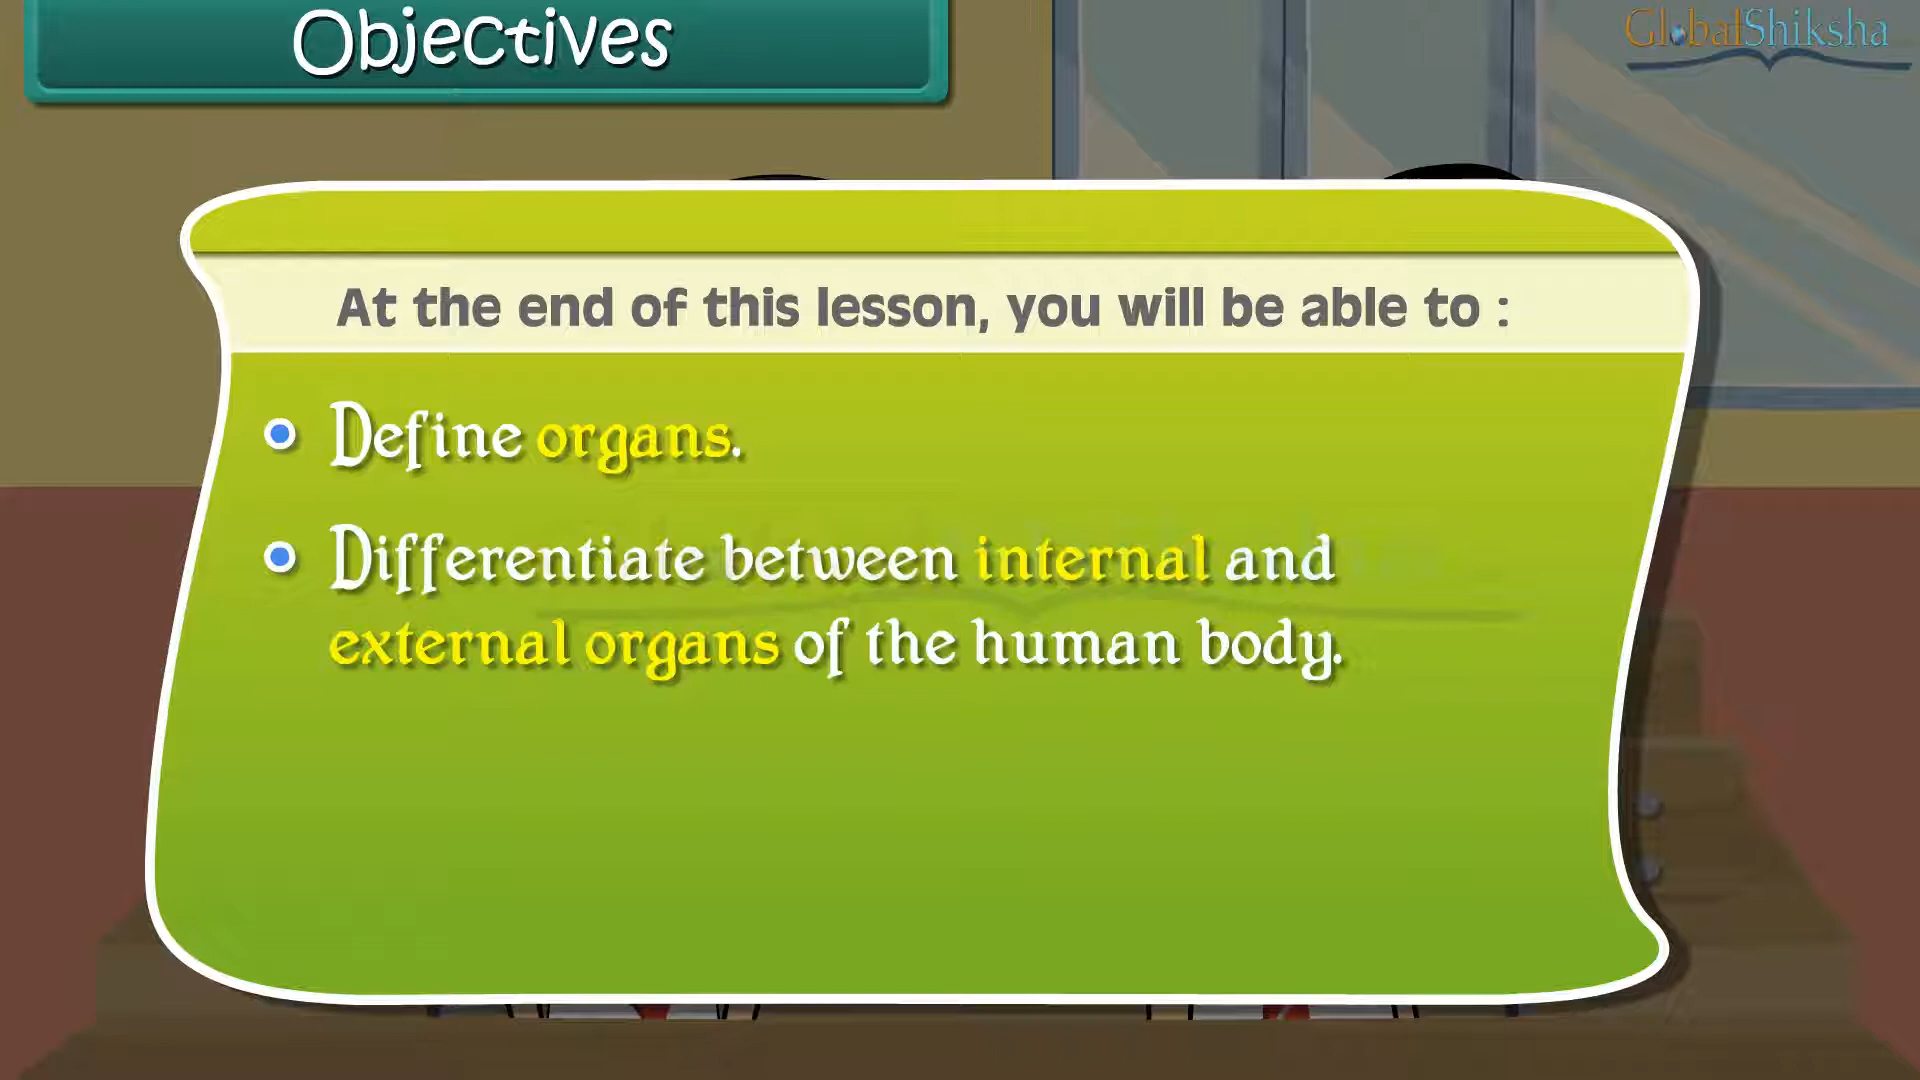 Objectives
GlobalShiksha
At the end of this lesson, you will be able to :
Define organs.
Differentiate between internal and
external organs of the human body.